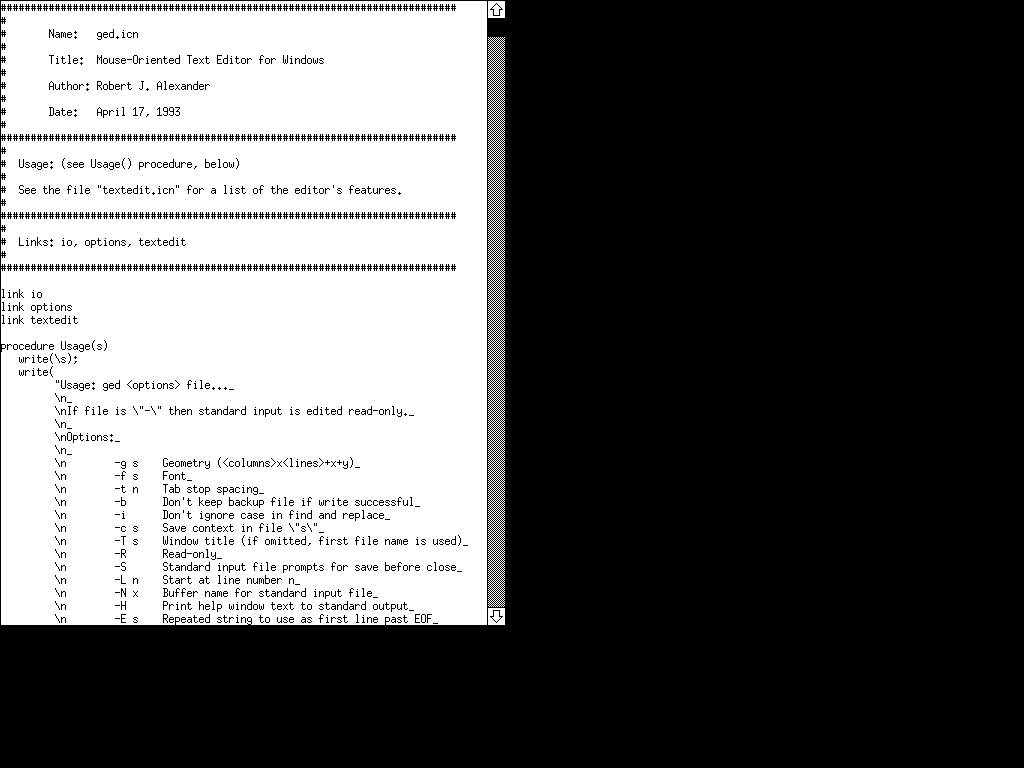 ############################################################################
#
#       Name:   ged.icn
#
#       Title:  Mouse-Oriented Text Editor for Windows
#
#       Author: Robert J. Alexander
#
#       Date:   April 17, 1993
#
############################################################################
#
#  Usage: (see Usage() procedure, below)
#
#  See the file "textedit.icn" for a list of the editor's features.
#
############################################################################
#
#  Links: io, options, textedit
#
############################################################################

link io
link options
link textedit

procedure Usage(s)
   write(\s);
   write(
         "Usage: ged <options> file..._
         \n_
         \nIf file is \"-\" then standard input is edited read-only._
         \n_
         \nOptions:_
         \n_
         \n        -g s    Geometry (<columns>x<lines>+x+y)_
         \n        -f s    Font_
         \n        -t n    Tab stop spacing_
         \n        -b      Don't keep backup file if write successful_
         \n        -i      Don't ignore case in find and replace_
         \n        -c s    Save context in file \"s\"_
         \n        -T s    Window title (if omitted, first file name is used)_
         \n        -R      Read-only_
         \n        -S      Standard input file prompts for save before close_
         \n        -L n    Start at line number n_
         \n        -N x    Buffer name for standard input file_
         \n        -H      Print help window text to standard output_
         \n        -E s    Repeated string to use as first line past EOF_